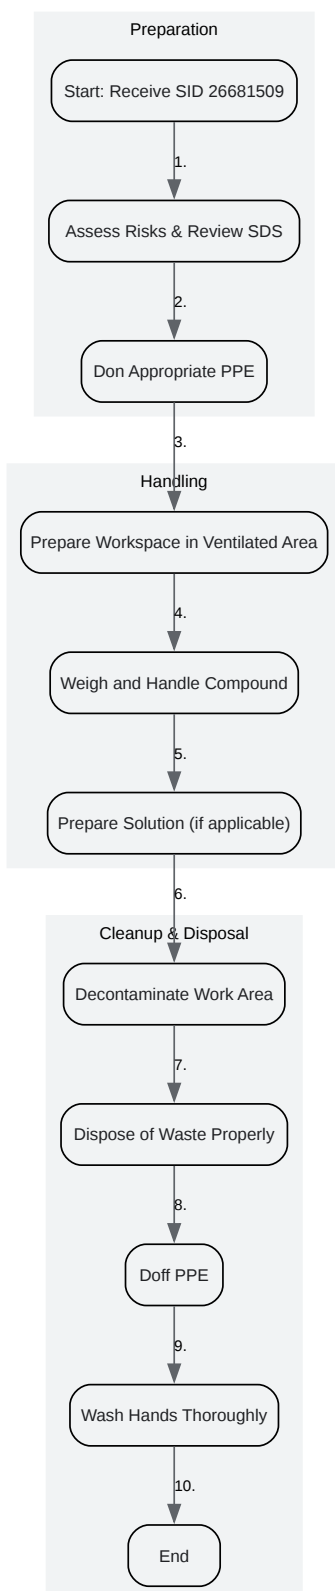 Preparation
Start: Receive SID 26681509
1.
Assess Risks & Review SDS
2.
Don Appropriate PPE
3.
Handling
Prepare Workspace in Ventilated Area
4.
Weigh and Handle Compound
5.
Prepare Solution (if applicable)
6.
Cleanup & Disposal
Decontaminate Work Area
7.
Dispose of Waste Properly
8.
Doff PPE
9.
Wash Hands Thoroughly
10.
End